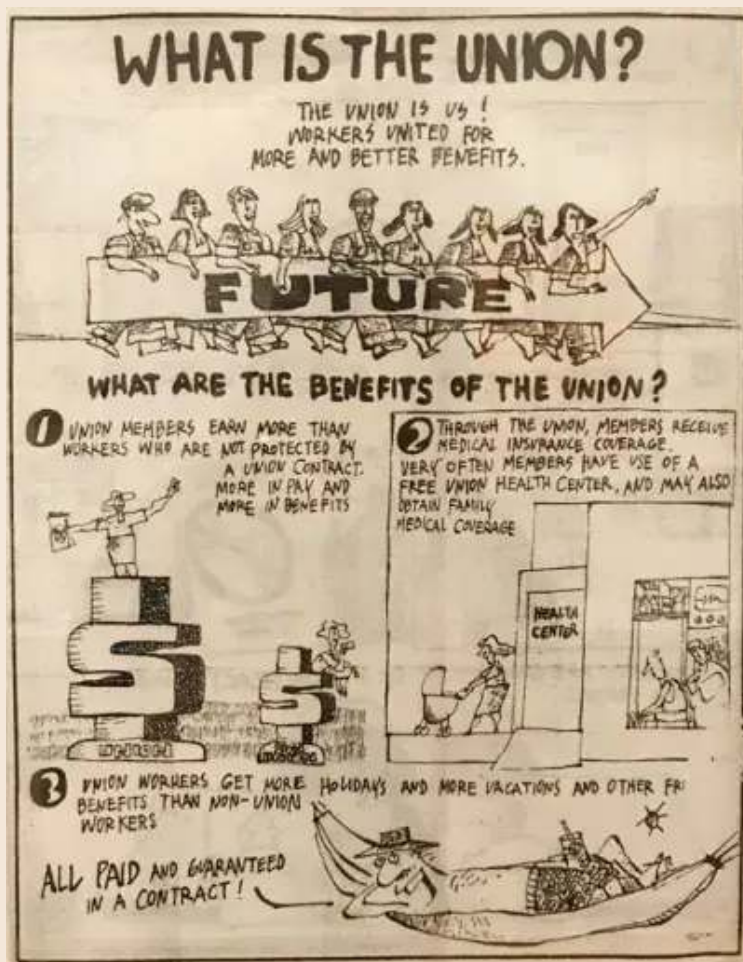 WHAT IS THE UNION?
THE UNION IS US!
WORKERS UNITED FOR
MORE AND BETTER BENEFITS.
FUTURE
WHAT ARE THE BENEFITS OF THE UNION?
1 UNION MEMBERS EARN MORE THAN
WORKERS WHO ARE NOT PROTECTED BY
A UNION CONTRACT.
MORE IN PAY AND
MORE IN BENEFITS
2 THROUGH THE UNION, MEMBERS RECEIVE
MEDICAL INSURANCE COVERAGE.
VERY OFTEN MEMBERS HAVE USE OF A
FREE UNION HEALTH CENTER, AND MAY ALSO
OBTAIN FAMILY
MEDICAL COVERAGE
HEALTH
CENTER
$
$
3 UNION WORKERS GET MORE HOLIDAYS AND MORE VACATIONS AND OTHER FRI
BENEFITS THAN NON-UNION
WORKERS
ALL PAID AND GUARANTEED
IN A CONTRACT!